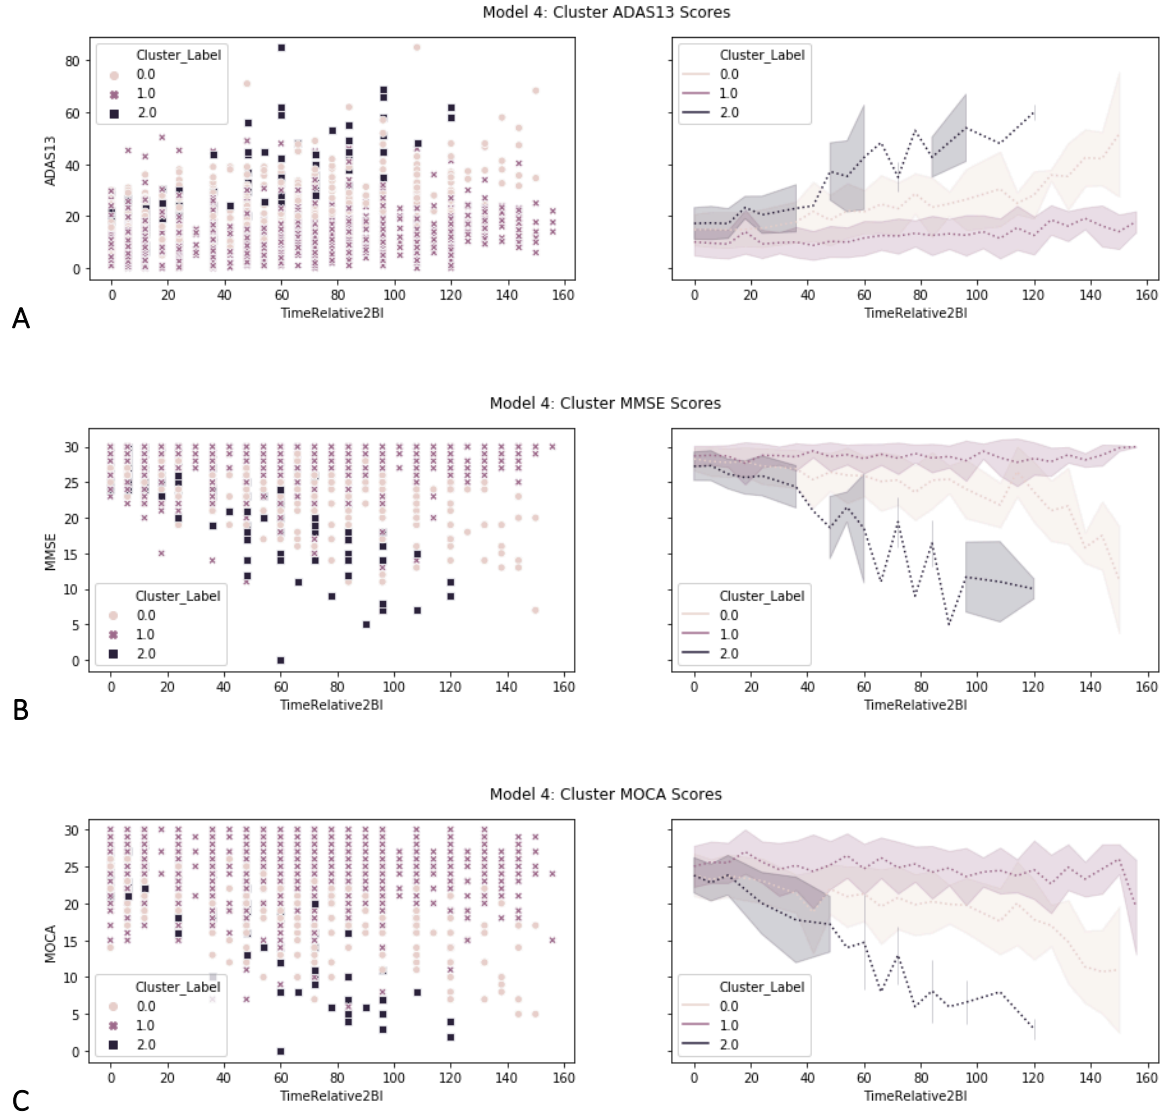 Model 4: Cluster ADAS13 Scores
Cluster_Label
0.0
1.0
2.0
ADAS13
80
60
40
20
0
0 20 40 60 80 100 120 140 160
TimeRelative2BI
Cluster_Label
0.0
1.0
2.0
0 20 40 60 80 100 120 140 160
TimeRelative2BI
A
Model 4: Cluster MMSE Scores
MMSE
30
25
20
15
10
5
0
Cluster_Label
0.0
1.0
2.0
0 20 40 60 80 100 120 140 160
TimeRelative2BI
Cluster_Label
0.0
1.0
2.0
0 20 40 60 80 100 120 140 160
TimeRelative2BI
B
Model 4: Cluster MOCA Scores
MOCA
30
25
20
15
10
5
0
Cluster_Label
0.0
1.0
2.0
0 20 40 60 80 100 120 140 160
TimeRelative2BI
Cluster_Label
0.0
1.0
2.0
0 20 40 60 80 100 120 140 160
TimeRelative2BI
C